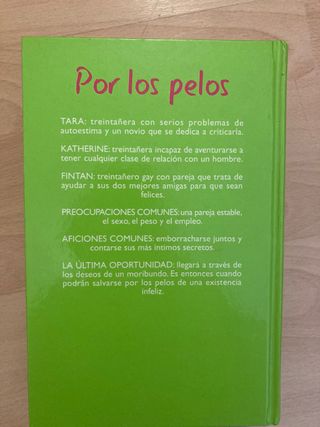 Por los pelos
TARA: treintañera con serios problemas de
autoestima y un novio que se dedica a criticarla.
KATHERINE: treintañera incapaz de aventurarse a
tener cualquier clase de relación con un hombre.
FINTAN: treintañero gay con pareja que trata de
ayudar a sus dos mejores amigas para que sean
felices.
PREOCUPACIONES COMUNES: una pareja estable,
el sexo, el peso y el empleo.
AFICIONES COMUNES: emborracharse juntos y
contarse sus más íntimos secretos.
LA ÚLTIMA OPORTUNIDAD: llegará a través de
los deseos de un moribundo. Es entonces cuando
podrán salvarse por los pelos de una existencia
infeliz.